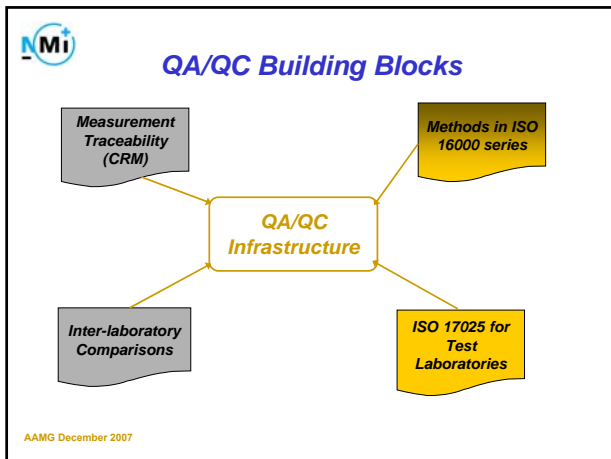 NMi
QA/QC Building Blocks
Measurement
Traceability
(CRM)
Methods in ISO
16000 series
QA/QC
Infrastructure
Inter-laboratory
Comparisons
ISO 17025 for
Test
Laboratories
AAMG December 2007